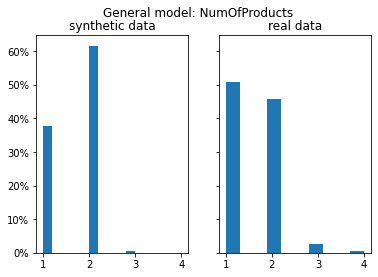 General model: NumOfProducts
synthetic data
real data
60%
50%
40%
30%
20%
10%
0%
1 2 3 4
1 2 3 4